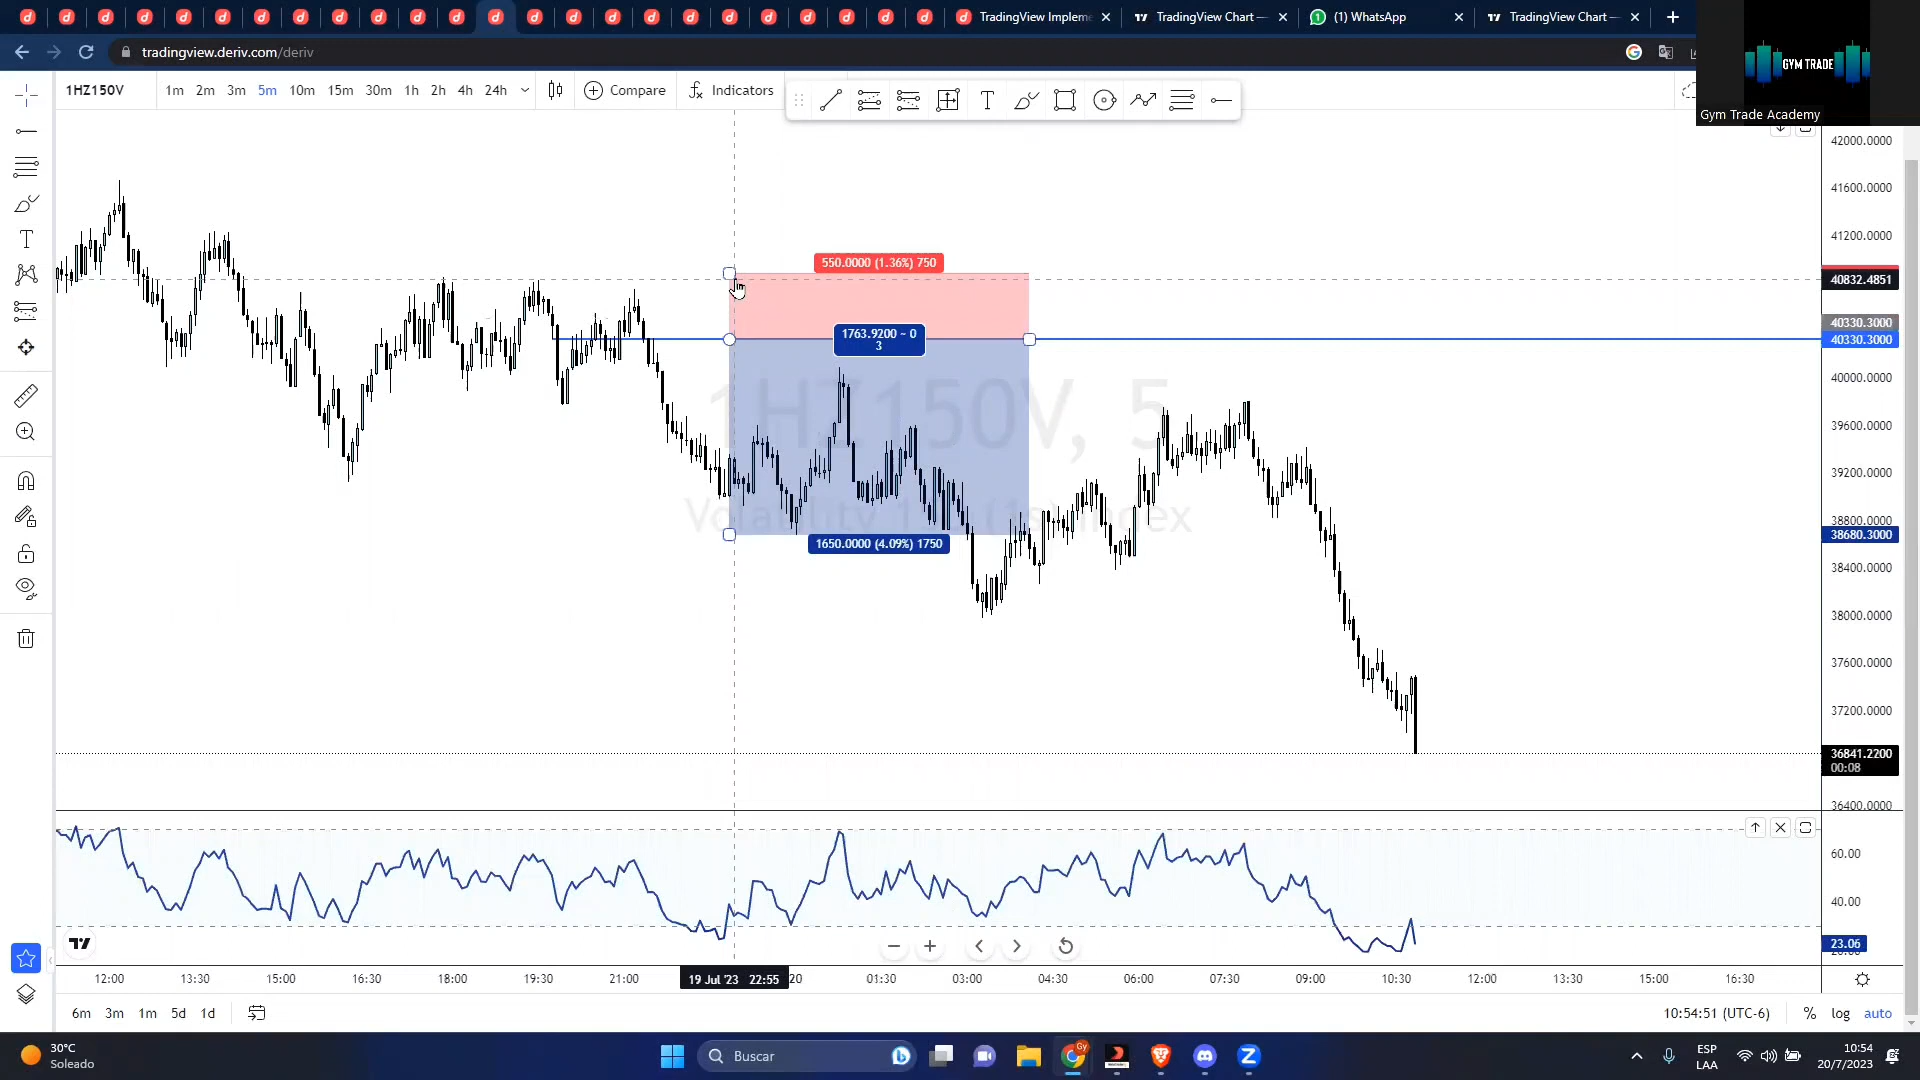 TradingView Impleme
TradingView Chart —
(1) WhatsApp
TradingView Chart —
tradingview.deriv.com/deriv
GYM TRADE
Gym Trade Academy
1HZ150V
1m 2m 3m 5m 10m 15m 30m 1h 2h 4h 24h
Compare
Indicators
42000.0000
41600.0000
41200.0000
40832.4851
40330.3000
40330.3000
40000.0000
39600.0000
39200.0000
38800.0000
38680.3000
38400.0000
38000.0000
37600.0000
37200.0000
36841.2200
00:08
36400.0000
550.0000 (1.36%) 750
1763.9200 ~ 0
3
1650.0000 (4.09%) 1750
1HZ150V, 5
60.00
40.00
23.06
12:00 13:30 15:00 16:30 18:00 19:30 21:00 19 Jul '23 22:55 20 01:30 03:00 04:30 06:00 07:30 09:00 10:30 12:00 13:30 15:00 16:30
6m 3m 1m 5d 1d
10:54:51 (UTC-6)
% log auto
30°C
Soleado
Buscar
ESP
LAA
10:54
20/7/2023